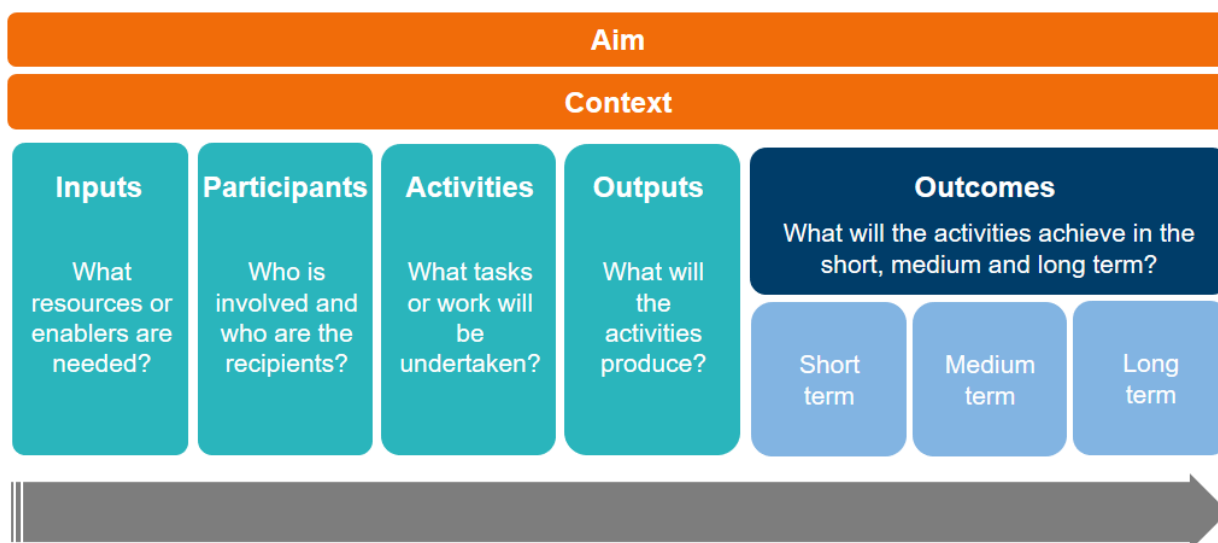 Aim
Context
Inputs
What
resources or
enablers are
needed?
Participants
Who is
involved and
who are the
recipients?
Activities
What tasks
or work will
be
undertaken?
Outputs
What will
the
activities
produce?
Outcomes
What will the activities achieve in the
short, medium and long term?
Short
term
Medium
term
Long
term